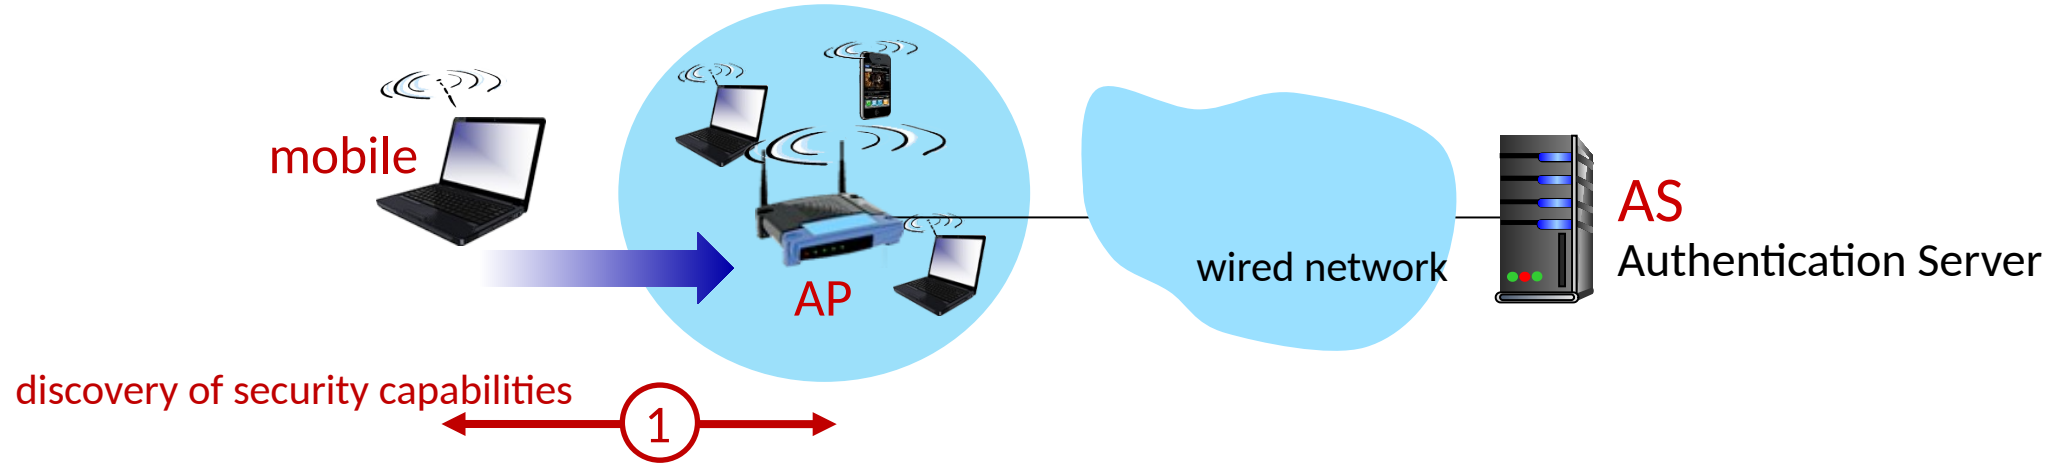 mobile
AP
wired network
AS
Authentication Server
discovery of security capabilities
1